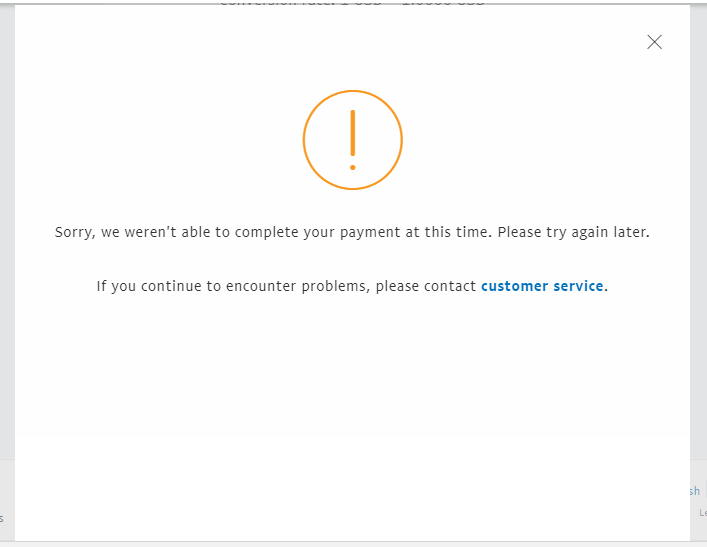 Sorry, we weren't able to complete your payment at this time. Please try again later.
If you continue to encounter problems, please contact customer service.